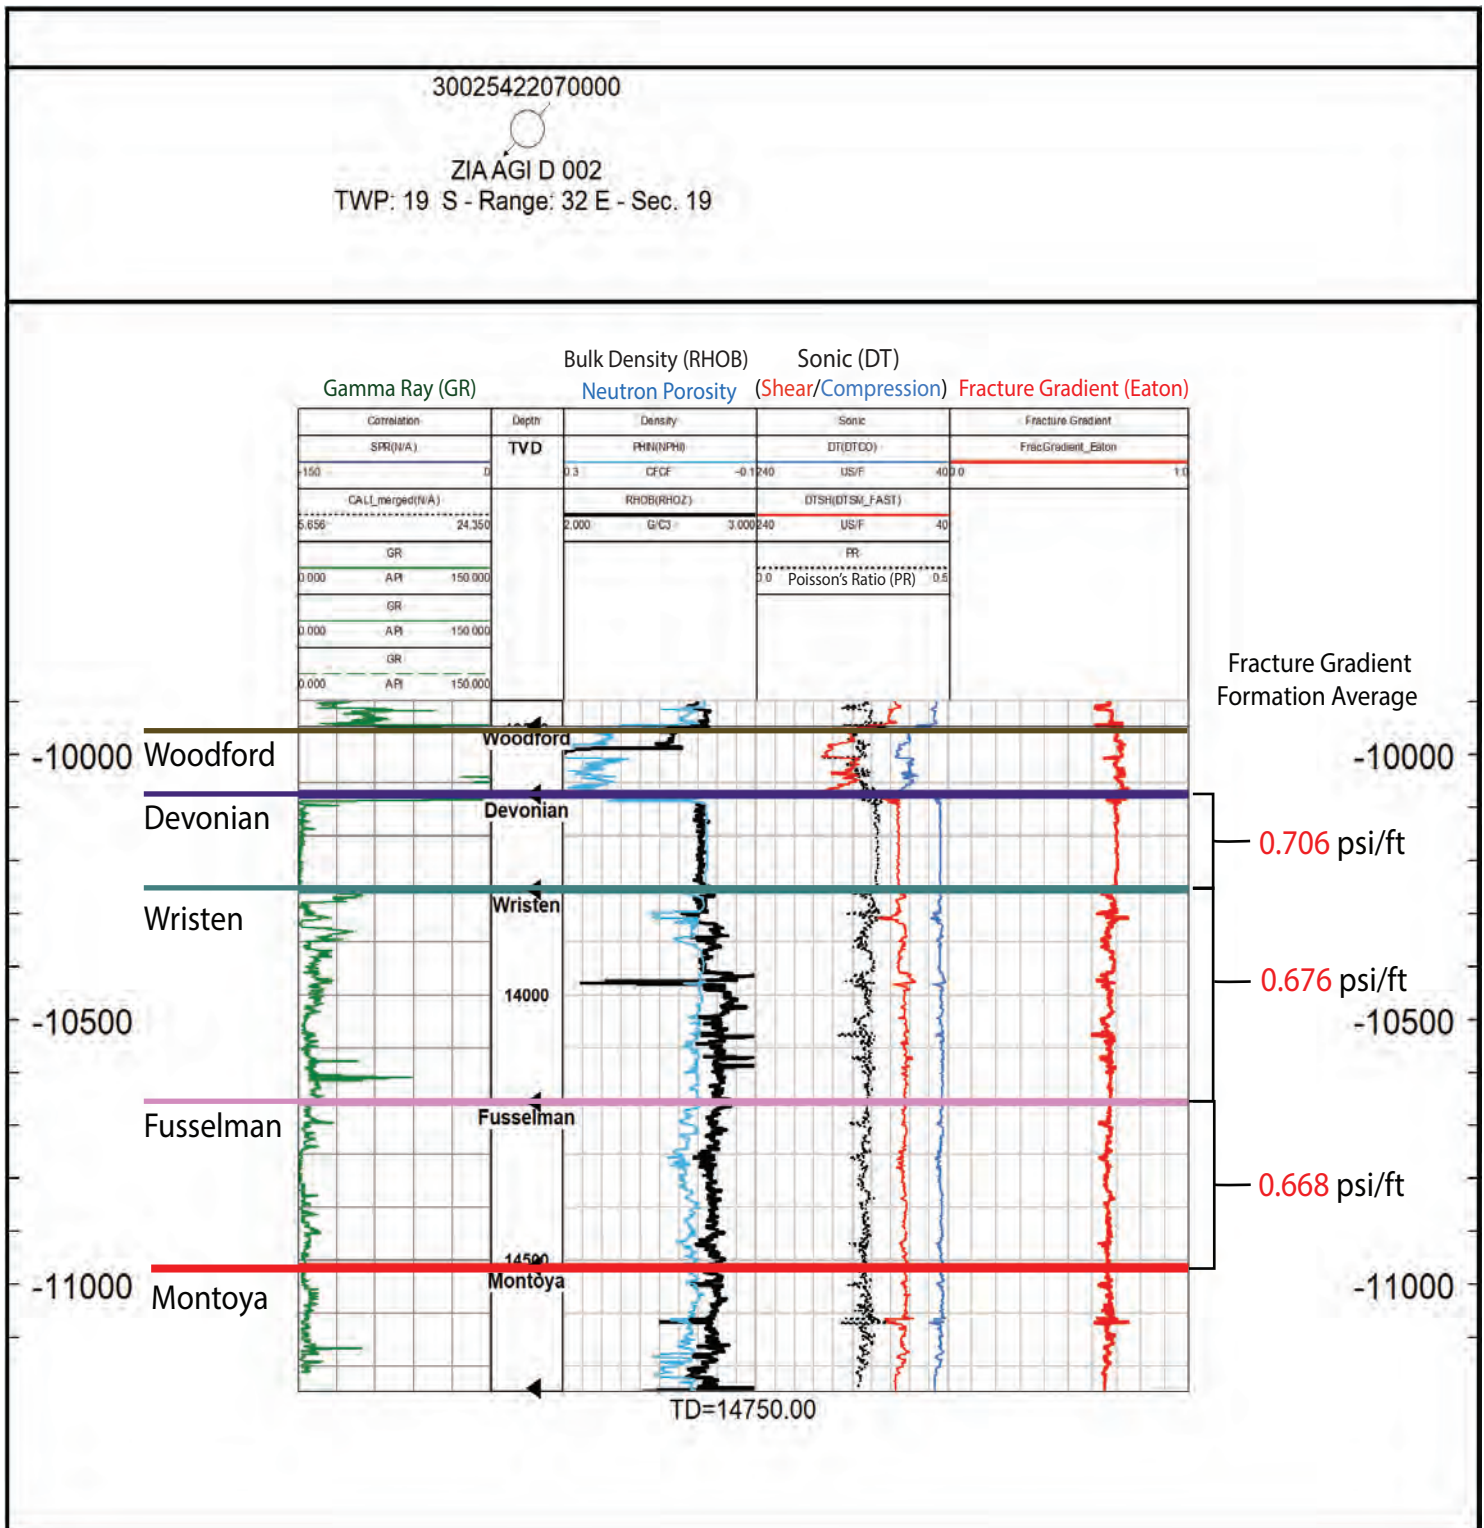 30025422070000
ZIA AGI D 002
TWP: 19 S - Range: 32 E - Sec. 19
Bulk Density (RHOB) Sonic (DT)
Gamma Ray (GR) Neutron Porosity (Shear/Compression) Fracture Gradient (Eaton)
Correlation Depth Density Sonic Fracture Gradient
SPR(N/A) TVD PHIN(NPHI) DT(DTCO) FracGradient_Eaton
-150 0 0.3 CFCF -0.1 240 US/F 40 0.0 1.0
CALI_merged(N/A) RHOB(RHOZ) DTSH(DTSM_FAST)
5.656 24.350 2.000 G/C3 3.000 240 US/F 40
GR PR
0.000 API 150.000 0.0 Poisson's Ratio (PR) 0.5
GR
0.000 API 150.000
GR
0.000 API 150.000
Fracture Gradient
Formation Average
Woodford
-10000 Woodford -10000
Devonian Devonian
0.706 psi/ft
Wristen
Wristen
0.676 psi/ft
14000
-10500 -10500
Fusselman Fusselman
0.668 psi/ft
14500
-11000 Montoya -11000
Montoya
TD=14750.00